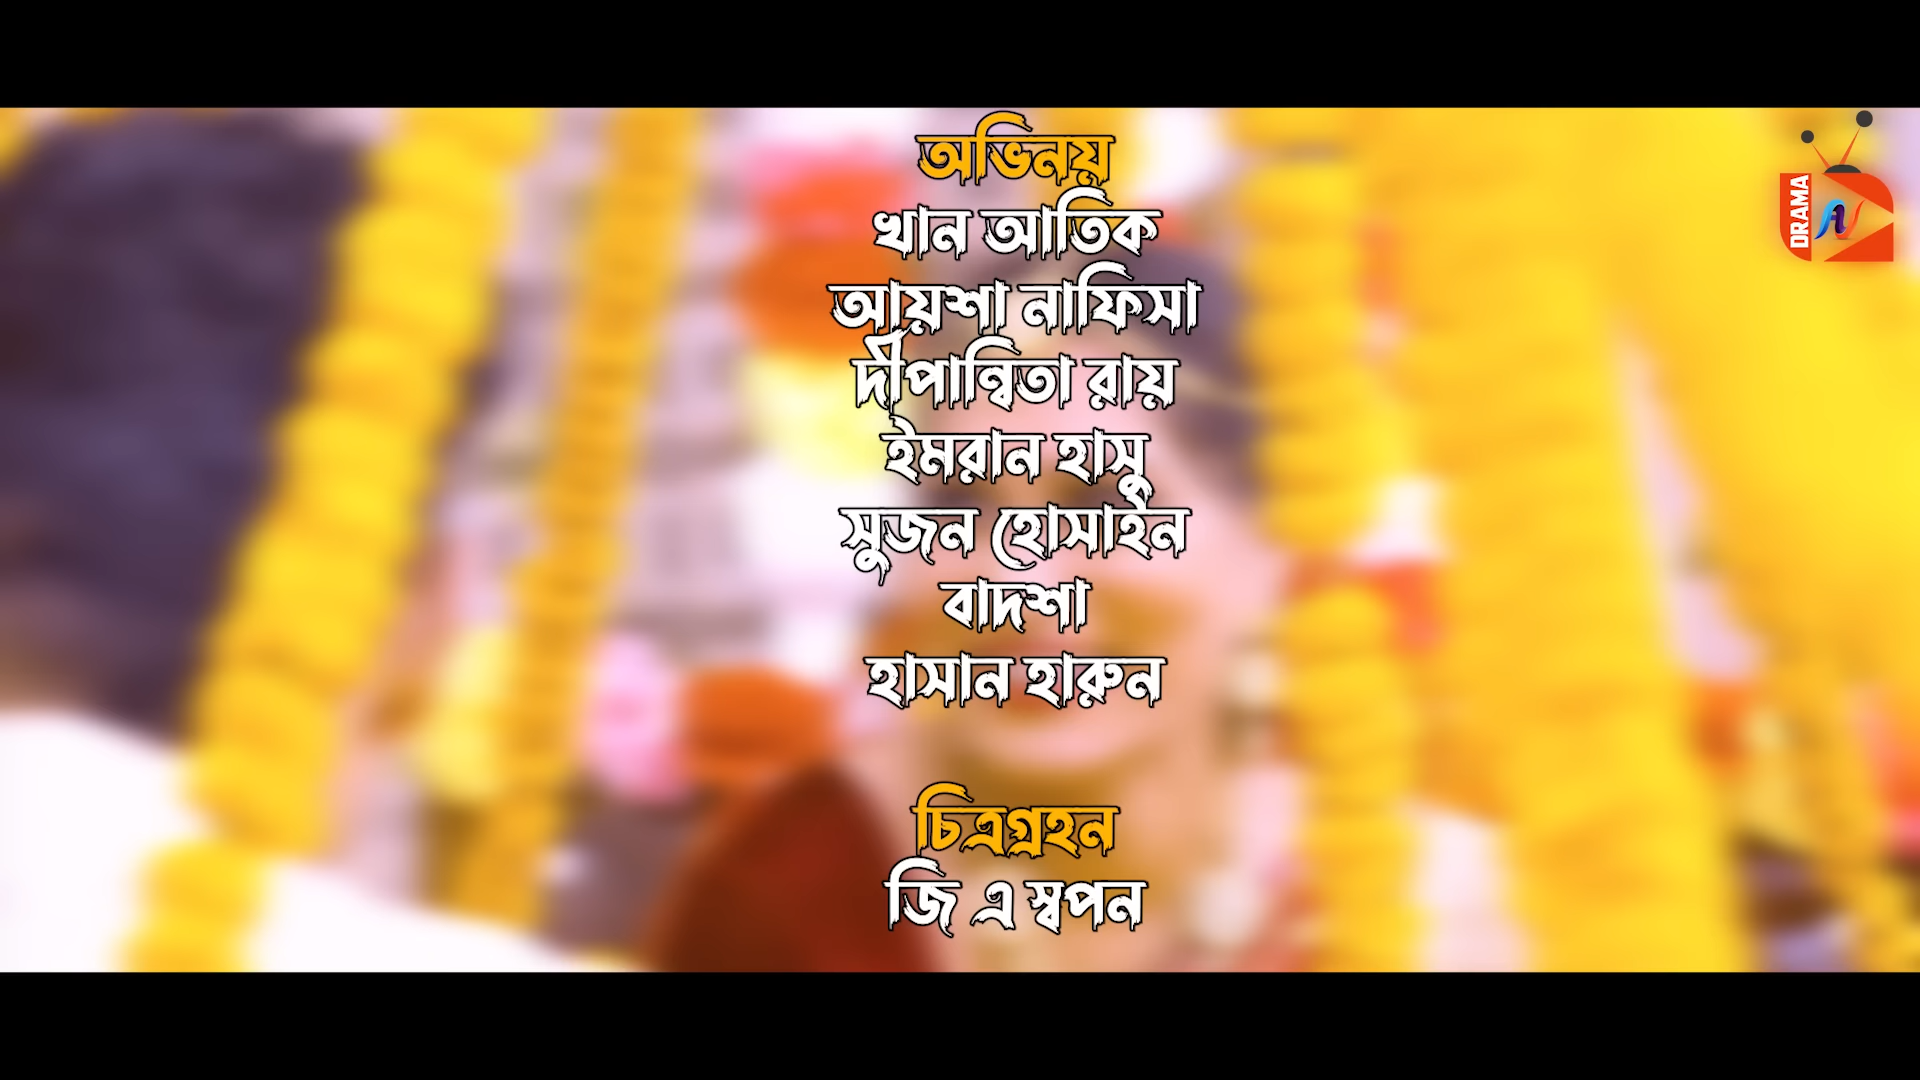 অভিনয়
খান আতিক
আয়শা নাফিসা
দীপান্বিতা রায়
ইমরান হাসু
সুজন হোসাইন
বাদশা
হাসান হারুন
চিত্রগ্রহন
জি এ স্বপন
DRAMA